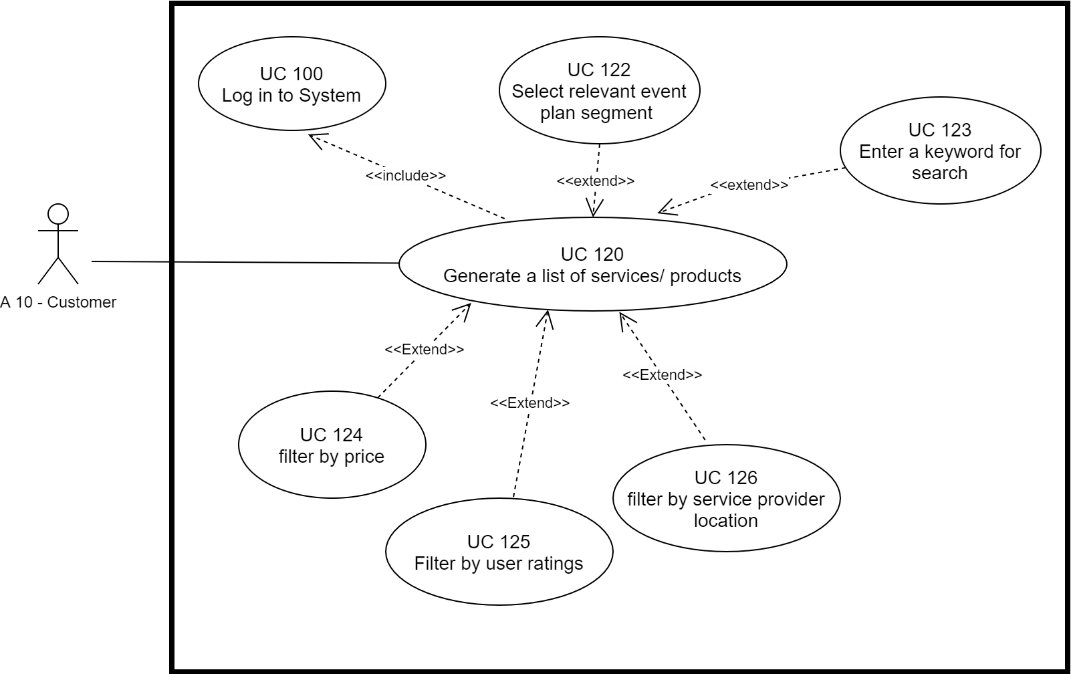 UC 100
Log in to System
UC 122
Select relevant event
plan segment
UC 123
Enter a keyword for
search
<<include>>
<<extend>>
<<extend>>
UC 120
Generate a list of services/ products
A 10 - Customer
<<Extend>>
<<Extend>>
<<Extend>>
UC 124
filter by price
UC 126
filter by service provider
location
UC 125
Filter by user ratings